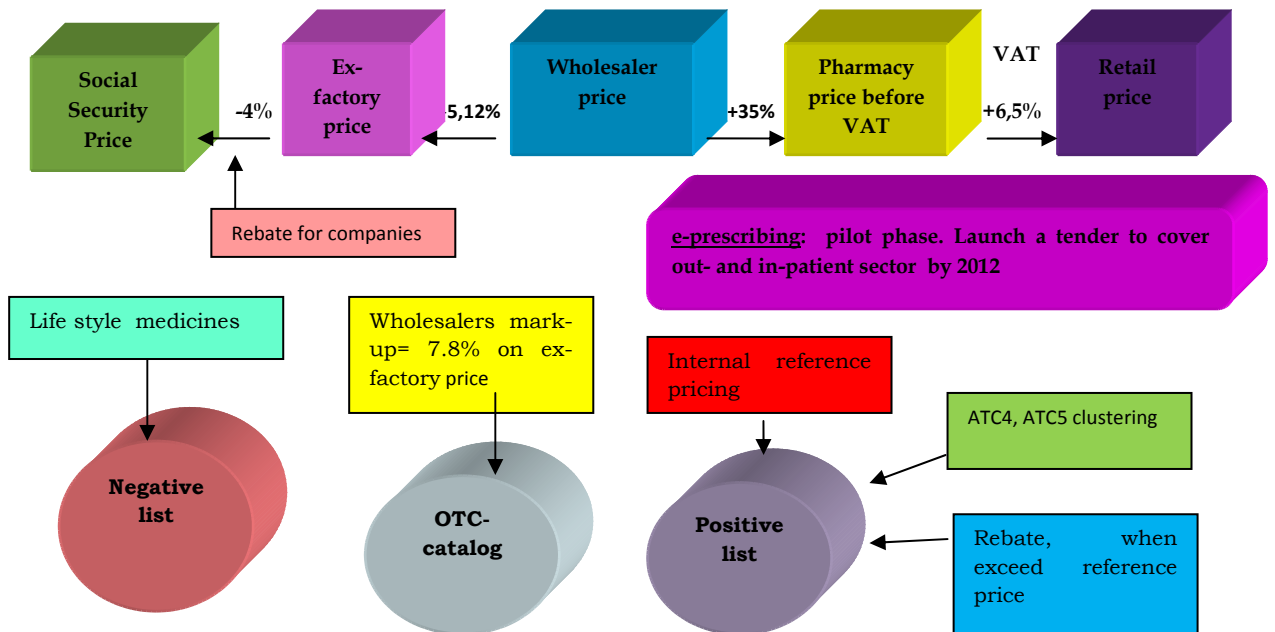 Social
Security
Price
-4%
Ex-
factory
price
5,12%
Wholesaler
price
+35%
Pharmacy
price before
VAT
VAT
+6,5%
Retail
price
Rebate for companies
e-prescribing: pilot phase. Launch a tender to cover
out- and in-patient sector by 2012
Life style medicines
Wholesalers mark-
up= 7.8% on ex-
factory price
Internal reference
pricing
ATC4, ATC5 clustering
Negative
list
OTC-
catalog
Positive
list
Rebate, when
exceed reference
price